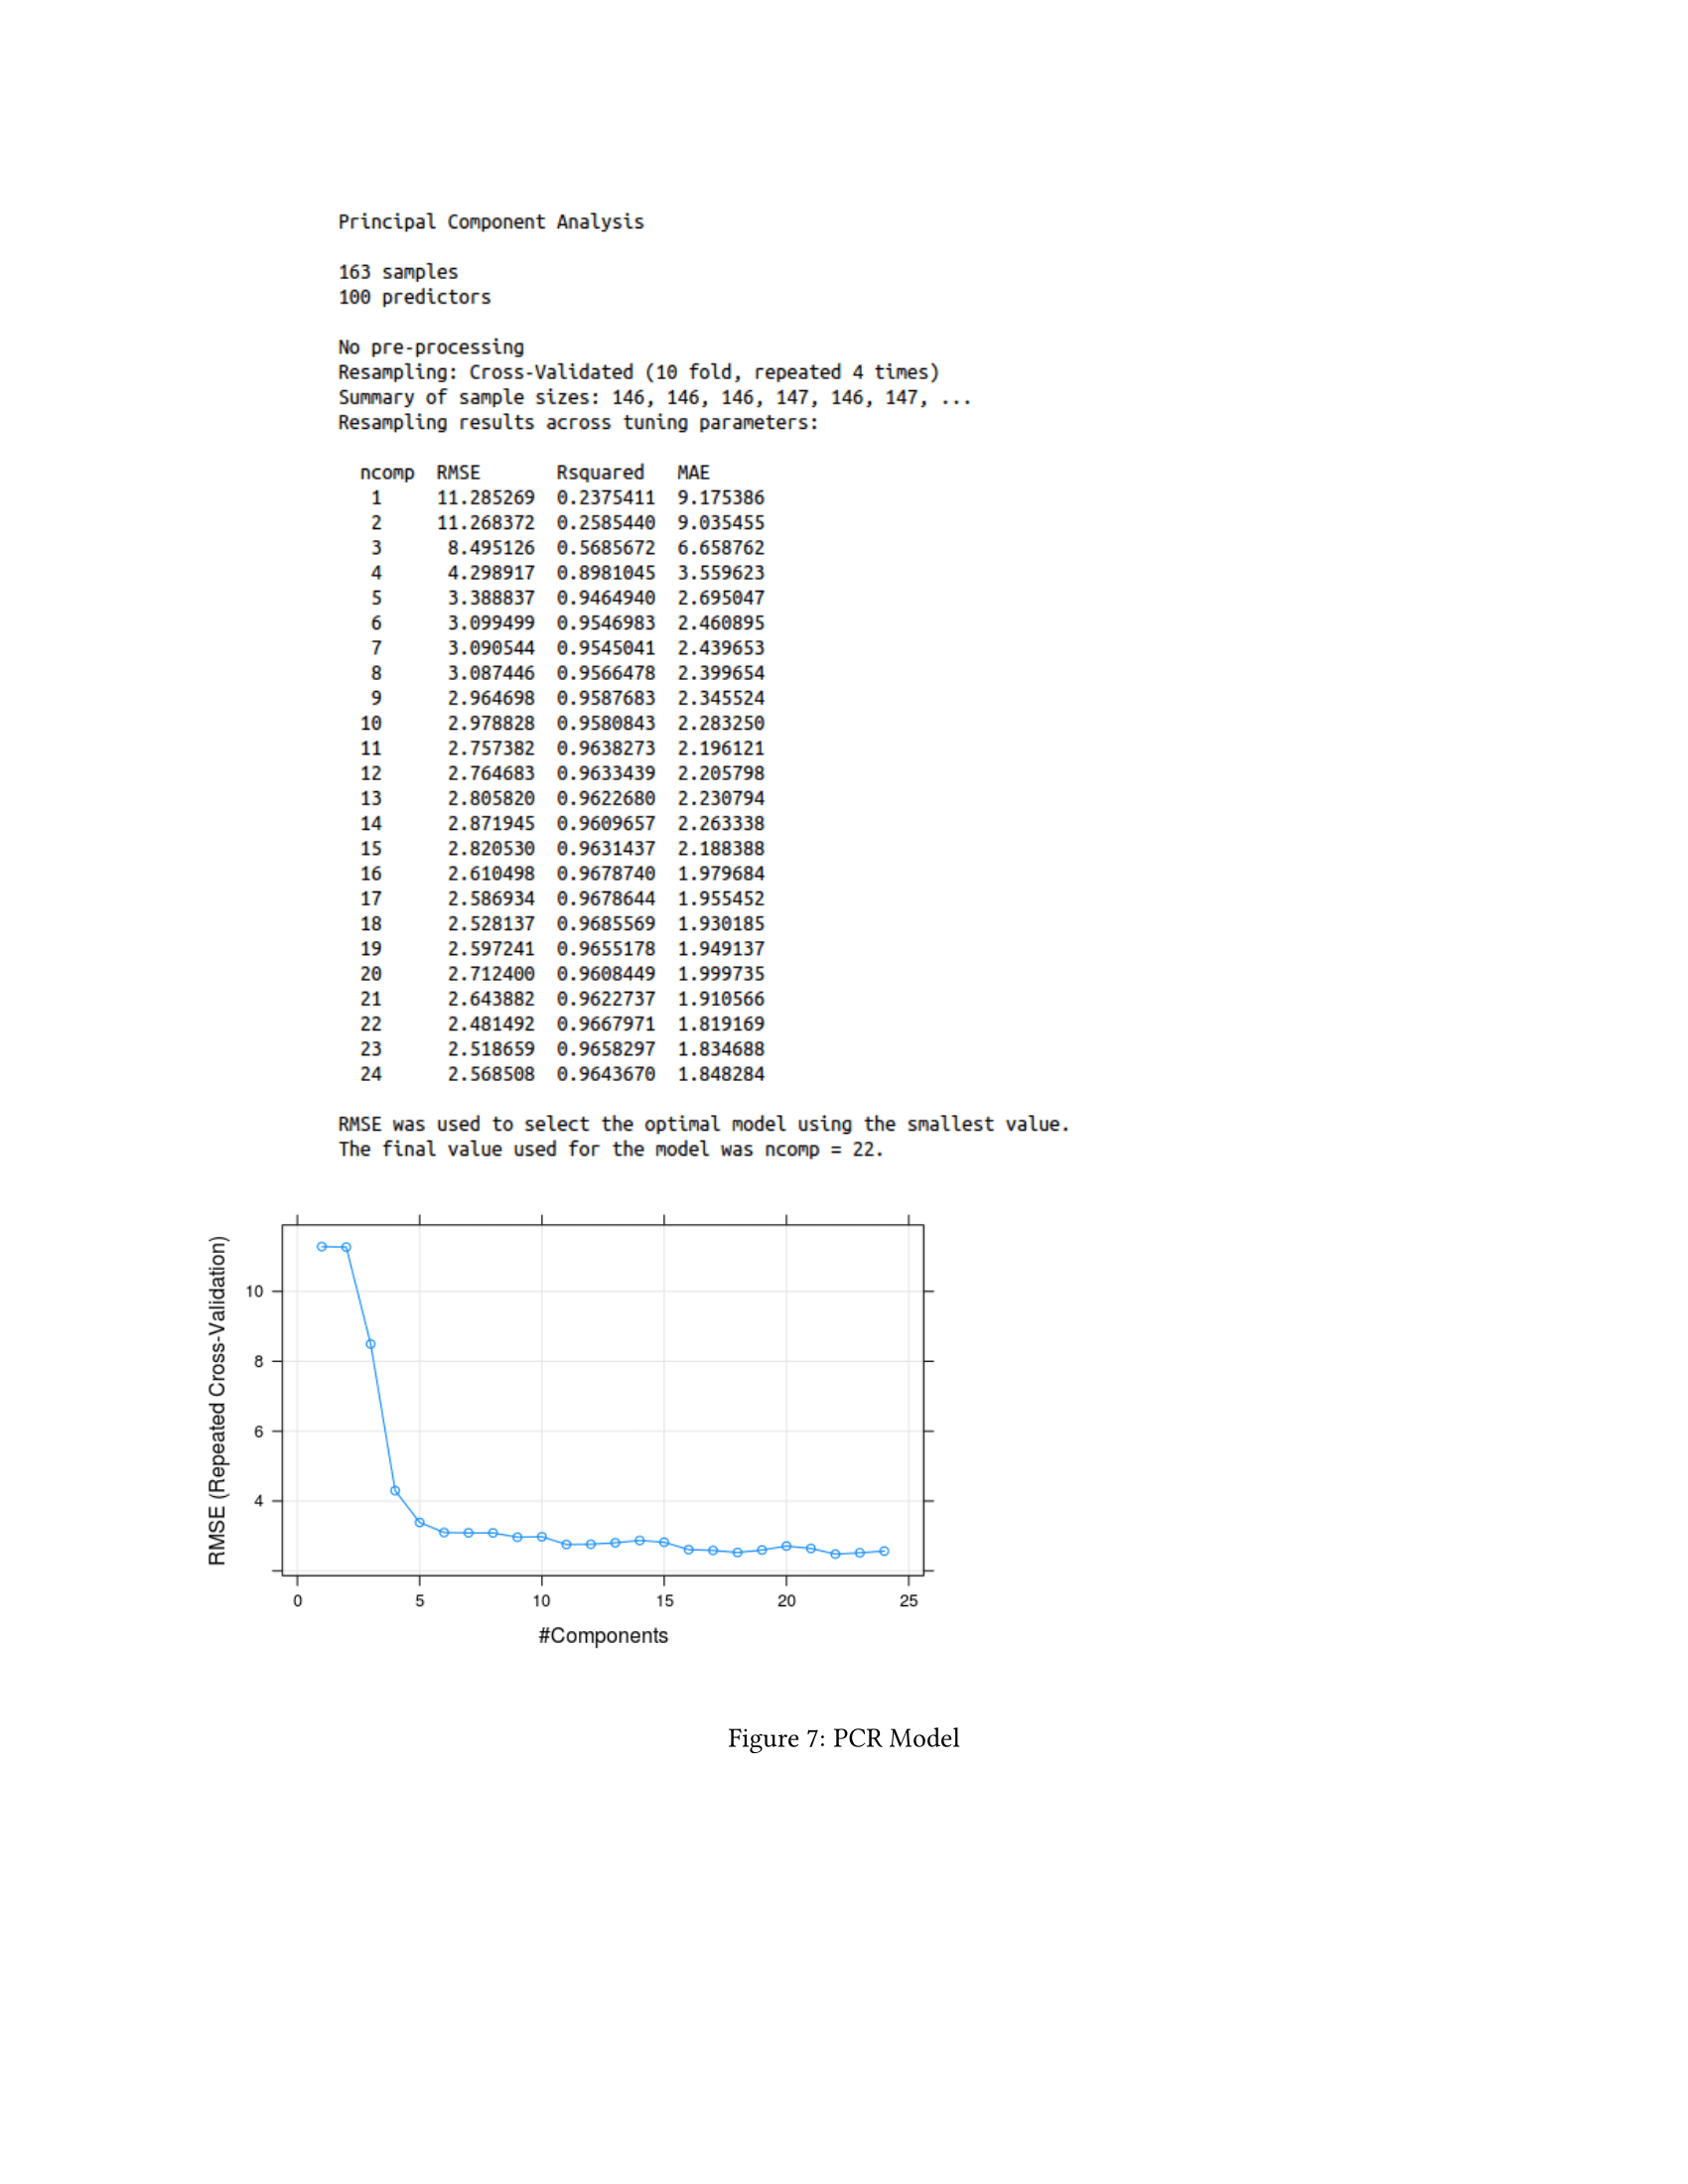 Principal Component Analysis
163 samples
100 predictors
No pre-processing
Resampling: Cross-Validated (10 fold, repeated 4 times)
Summary of sample sizes: 146, 146, 146, 147, 146, 147, ...
Resampling results across tuning parameters:
ncomp RMSE Rsquared MAE
1 11.285269 0.2375411 9.175386
2 11.268372 0.2585440 9.035455
3 8.495126 0.5685672 6.658762
4 4.298917 0.8981045 3.559623
5 3.388837 0.9464940 2.695047
6 3.099499 0.9546983 2.460895
7 3.090544 0.9545041 2.439653
8 3.087446 0.9566478 2.399654
9 2.964698 0.9587683 2.345524
10 2.978828 0.9580843 2.283250
11 2.757382 0.9638273 2.196121
12 2.764683 0.9633439 2.205798
13 2.805820 0.9622680 2.230794
14 2.871945 0.9609657 2.263338
15 2.820530 0.9631437 2.188388
16 2.610498 0.9678740 1.979684
17 2.586934 0.9678644 1.955452
18 2.528137 0.9685569 1.930185
19 2.597241 0.9655178 1.949137
20 2.712400 0.9608449 1.999735
21 2.643882 0.9622737 1.910566
22 2.481492 0.9667971 1.819169
23 2.518659 0.9658297 1.834688
24 2.568508 0.9643670 1.848284
RMSE was used to select the optimal model using the smallest value.
The final value used for the model was ncomp = 22.
RMSE (Repeated Cross-Validation)
10
8
6
4
0 5 10 15 20 25
#Components
Figure 7: PCR Model